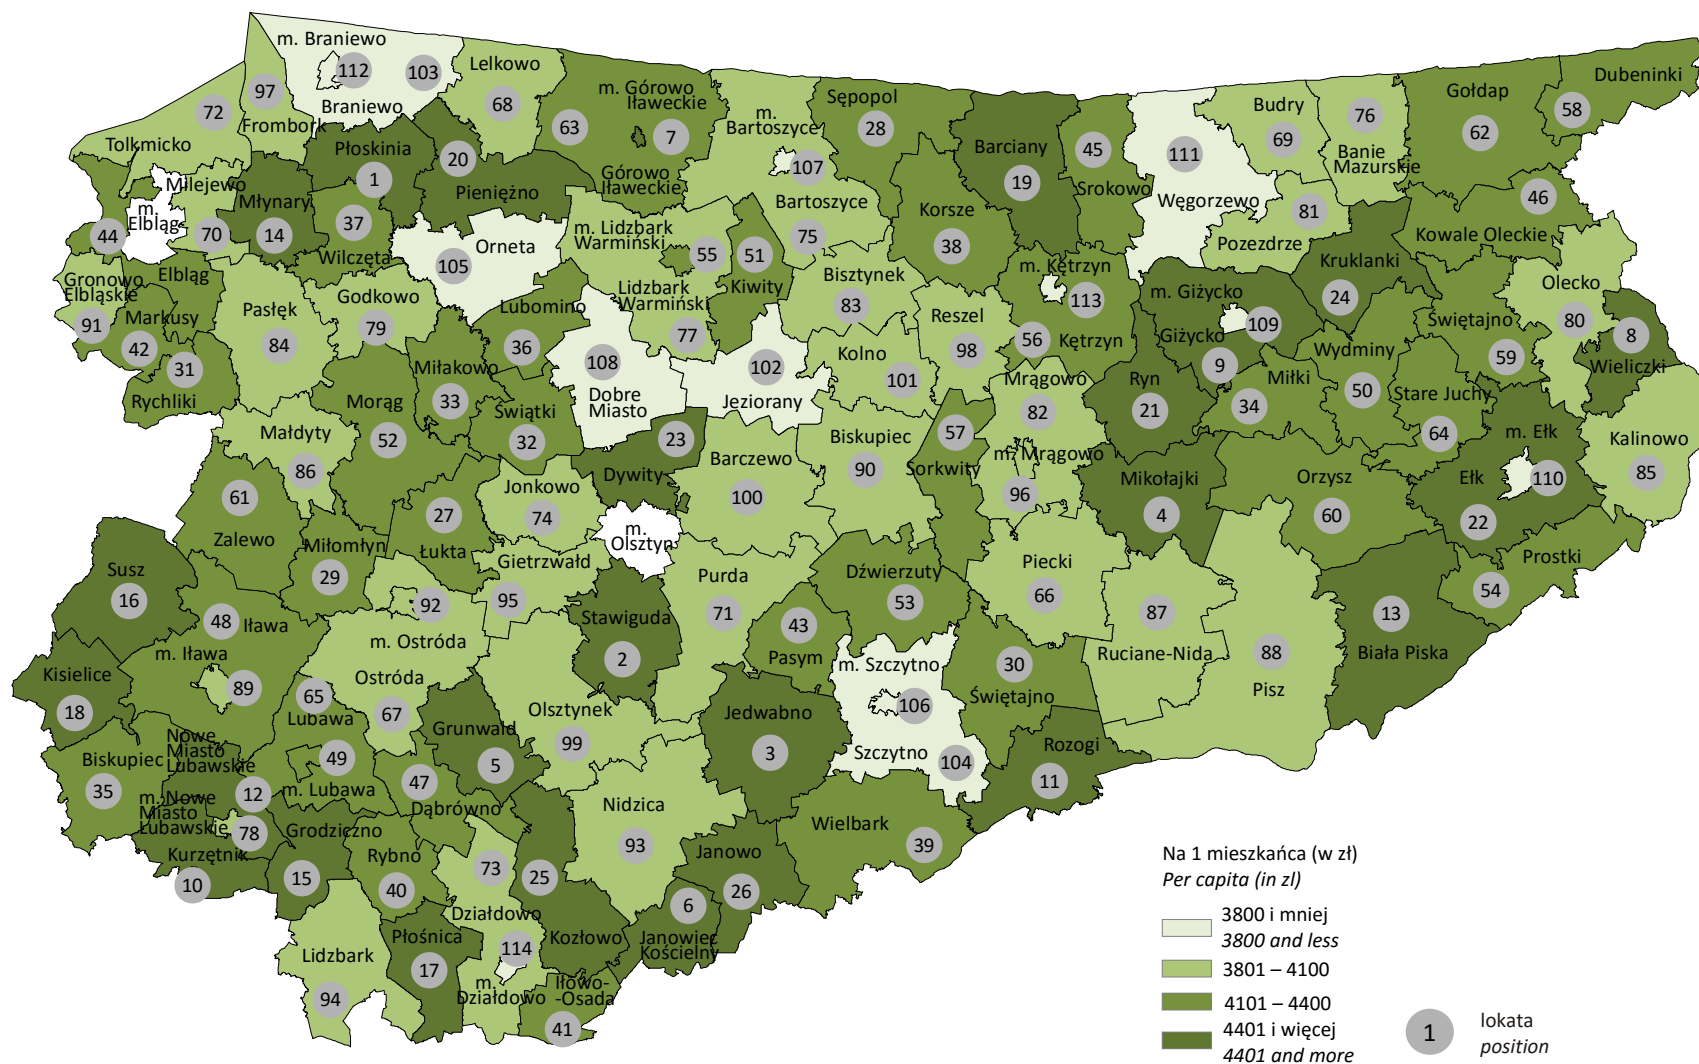 m. Braniewo
112
103
Braniewo
97
Frombork
72
Tolkmicko
Lelkowo
68
63
m. Górowo
Iławeckie
7
Górowo
Iławeckie
m.
Bartoszyce
107
Bartoszyce
75
Sępopol
28
Barciany
19
45
Srokowo
111
Węgorzewo
Budry
69
76
Banie
Mazurskie
Gołdap
62
Dubeninki
58
Płoskinia
1
20
Pieniężno
Milejewo
70
m.
Elbląg
44
Elbląg
Młynary
14
37
Wilczęta
Orneta
105
m. Lidzbark
Warmiński
55
Lidzbark
Warmiński
77
51
Kiwity
Korsze
38
81
Pozezdrze
46
Kowale Oleckie
Kruklanki
24
Gronowo
Elbląskie
91
Markusy
42
31
Rychliki
Pasłęk
84
Godkowo
79
Lubomino
36
Bisztynek
83
Reszel
98
m. Kętrzyn
113
56
Kętrzyn
m. Giżycko
109
Giżycko
9
Olecko
80
8
Wieliczki
Świętajno
59
Wydminy
50
Miłki
34
Stare Juchy
64
Miłakowo
33
Morąg
52
Świątki
32
108
Dobre
Miasto
102
Jeziorany
Kolno
101
Mrągowo
82
Ryn
21
57
Sorkwity
m. Mrągowo
96
Mikołajki
4
Orzysz
60
m. Ełk
110
Ełk
22
Kalinowo
85
Małdyty
86
61
Zalewo
23
Dywity
Barczewo
100
Biskupiec
90
Jonkowo
74
27
Łukta
m.
Olsztyn
Miłomłyn
29
Gietrzwałd
95
Susz
16
48
Iława
m. Iława
89
92
m. Ostróda
Ostróda
67
Stawiguda
2
Purda
71
Dźwierzuty
53
43
Pasym
Piecki
66
87
Ruciane-Nida
88
Pisz
13
Biała Piska
Prostki
54
m. Szczytno
106
Szczytno
104
30
Świętajno
Kisielice
18
65
Lubawa
49
m. Lubawa
Grunwald
5
Olsztynek
99
Jedwabno
3
Rozogi
11
Biskupiec
35
Nowe
Miasto
Lubawskie
12
m. Nowe
Miasto
Lubawskie
78
47
Dąbrówno
Nidzica
93
Wielbark
39
Kurzętnik
10
Grodziczno
15
Rybno
40
73
Działdowo
114
m.
Działdowo
25
Kozłowo
Janowo
26
6
Janowiec
Kościelny
Lidzbark
94
Płośnica
17
Iłowo-
-Osada
41
Na 1 mieszkańca (w zł)
Per capita (in zl)
3800 i mniej
3800 and less
3801 – 4100
4101 – 4400
4401 i więcej
4401 and more
1
lokata
position